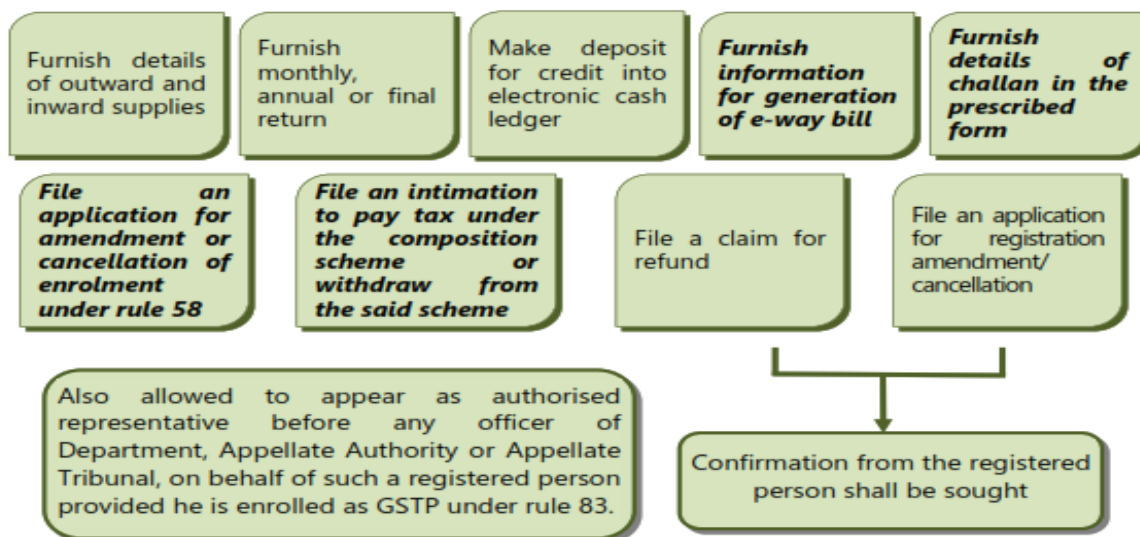 Furnish details
of outward and
inward supplies
Furnish
monthly,
annual or final
return
Make deposit
for credit into
electronic cash
ledger
Furnish
information
for generation
of e-way bill
Furnish
details of
challan in the
prescribed
form
File an
application for
amendment or
cancellation of
enrolment
under rule 58
File an intimation
to pay tax under
the composition
scheme or
withdraw from
the said scheme
File a claim for
refund
File an application
for registration
amendment/
cancellation
Also allowed to appear as authorised
representative before any officer of
Department, Appellate Authority or Appellate
Tribunal, on behalf of such a registered person
provided he is enrolled as GSTP under rule 83.
Confirmation from the registered
person shall be sought